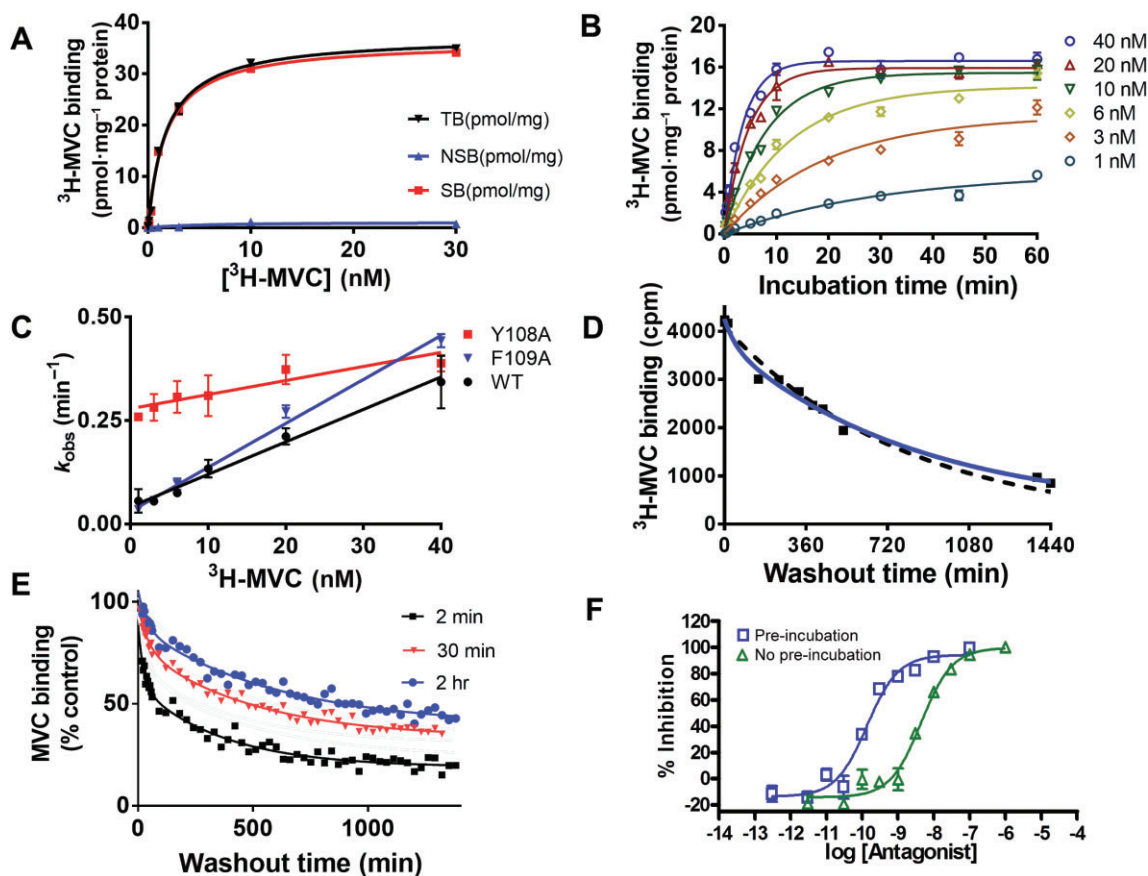 A
³H-MVC binding
(pmol·mg⁻¹ protein)
40
30
20
10
0
0
10
20
30
[³H-MVC] (nM)
TB(pmol/mg)
NSB(pmol/mg)
SB(pmol/mg)
B
³H-MVC binding
(pmol·mg⁻¹ protein)
20
16
12
8
4
0
0
10
20
30
40
50
60
Incubation time (min)
40 nM
20 nM
10 nM
6 nM
3 nM
1 nM
C
k_obs (min⁻¹)
0.50
0.25
0.00
0
10
20
30
40
³H-MVC (nM)
Y108A
F109A
WT
D
³H-MVC binding (cpm)
4000
3000
2000
1000
0
0
360
720
1080
1440
Washout time (min)
E
MVC binding
(% control)
100
50
0
0
500
1000
Washout time (min)
2 min
30 min
2 hr
F
% Inhibition
120
100
80
60
40
20
0
-20
-14
-13
-12
-11
-10
-9
-8
-7
-6
-5
-4
log [Antagonist]
Pre-incubation
No pre-incubation